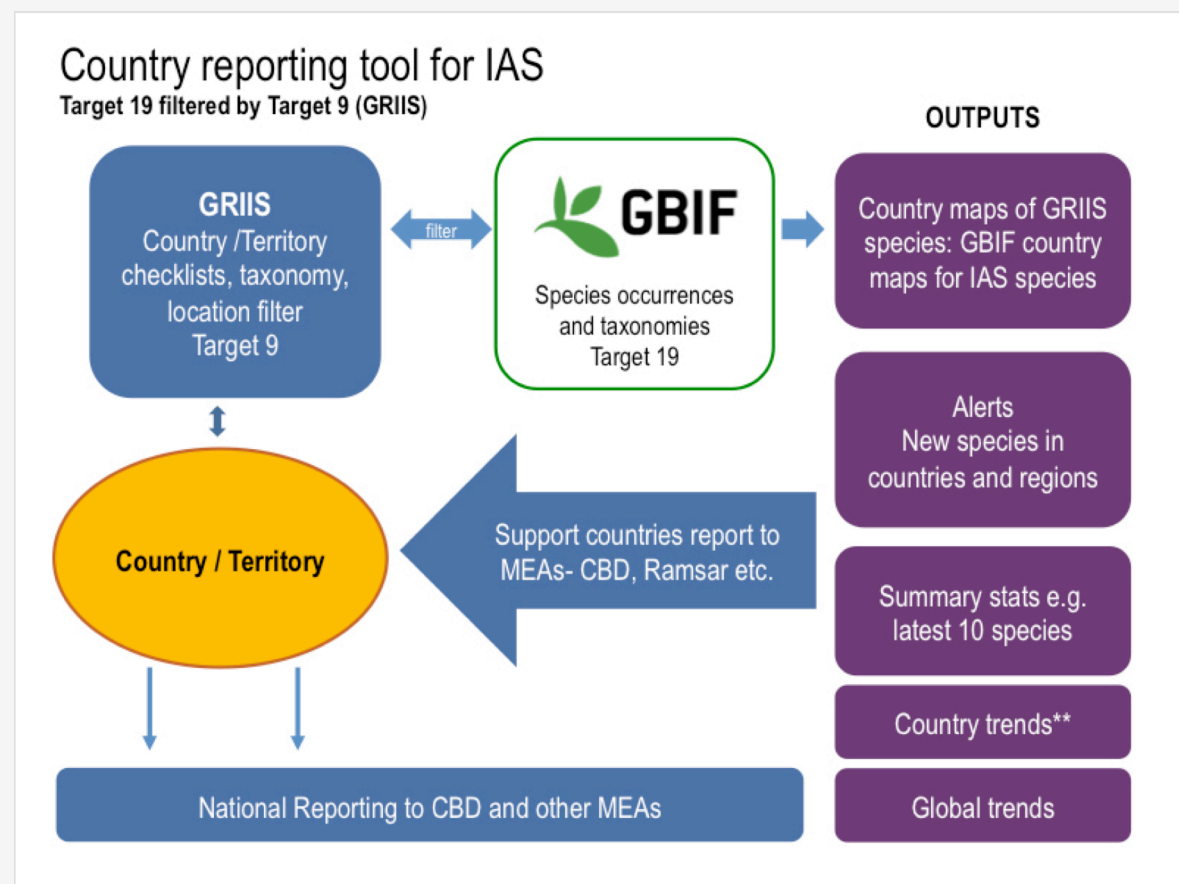 Country reporting tool for IAS
Target 19 filtered by Target 9 (GRIIS)
OUTPUTS
GRIIS
Country /Territory
checklists, taxonomy,
location filter
Target 9
filter
GBIF
Species occurrences
and taxonomies
Target 19
Country maps of GRIIS
species: GBIF country
maps for IAS species
Alerts
New species in
countries and regions
Country / Territory
Support countries report to
MEAs- CBD, Ramsar etc.
Summary stats e.g.
latest 10 species
Country trends**
National Reporting to CBD and other MEAs
Global trends